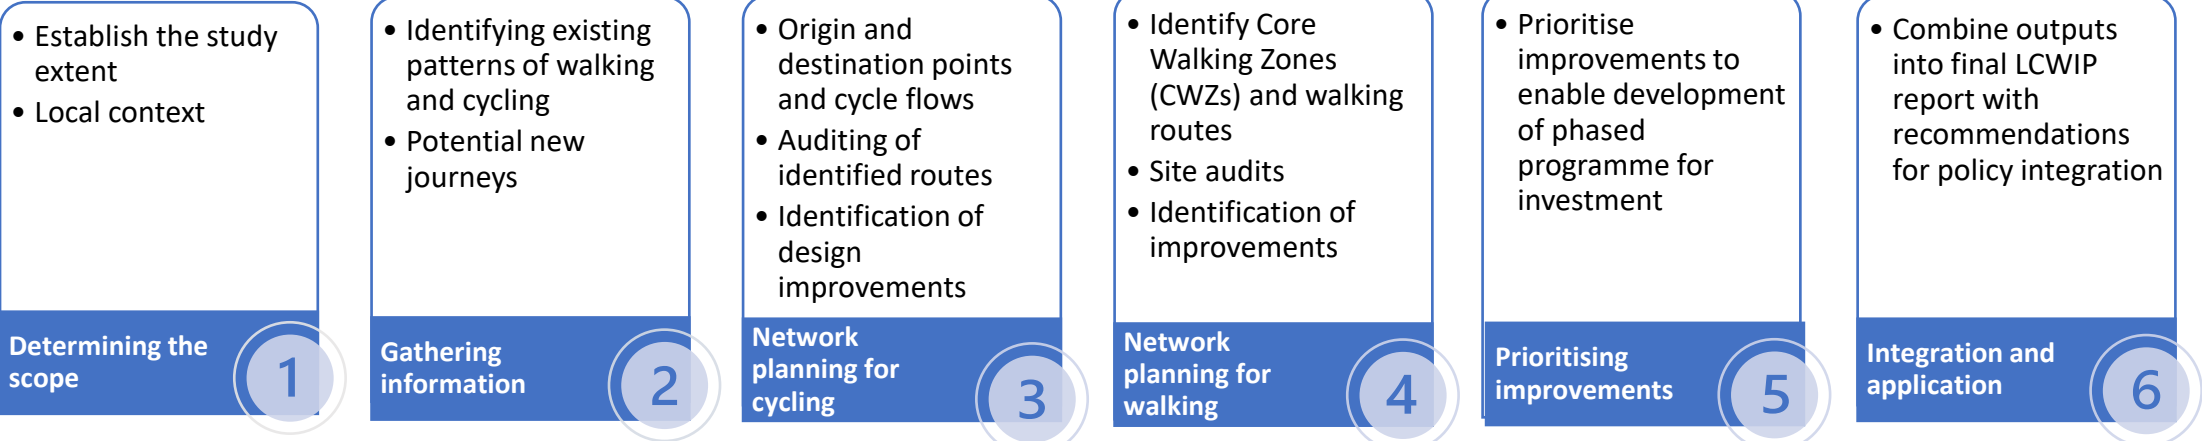 • Establish the study
extent
• Local context
Determining the
scope
1
• Identifying existing
patterns of walking
and cycling
• Potential new
journeys
Gathering
information
2
• Origin and
destination points
and cycle flows
• Auditing of
identified routes
• Identification of
design
improvements
Network
planning for
cycling
3
• Identify Core
Walking Zones
(CWZs) and walking
routes
• Site audits
• Identification of
improvements
Network
planning for
walking
4
• Prioritise
improvements to
enable development
of phased
programme for
investment
Prioritising
improvements
5
• Combine outputs
into final LCWIP
report with
recommendations
for policy integration
Integration and
application
6